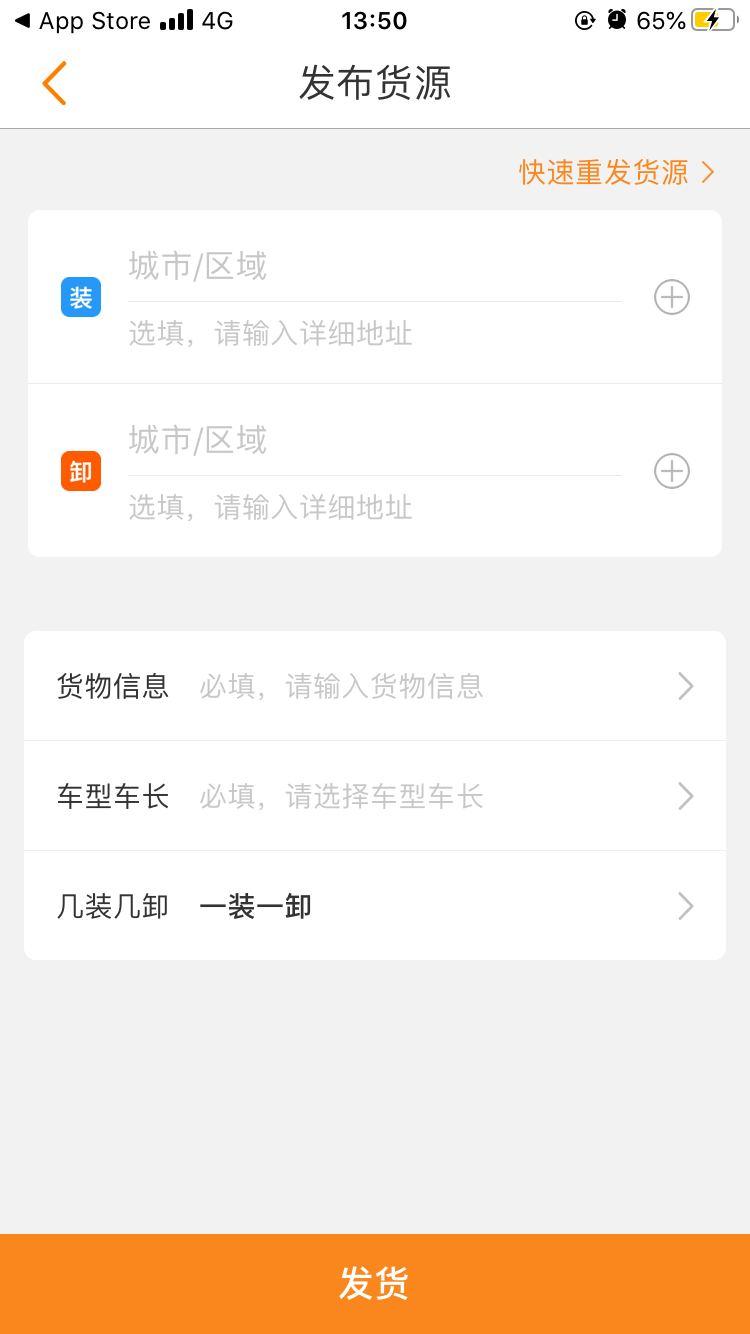 App Store 4G 13:50 65%
发布货源
快速重发货源
城市/区域
装
选填，请输入详细地址
城市/区域
卸
选填，请输入详细地址
货物信息 必填，请输入货物信息
车型车长 必填，请选择车型车长
几装几卸 一装一卸
发货